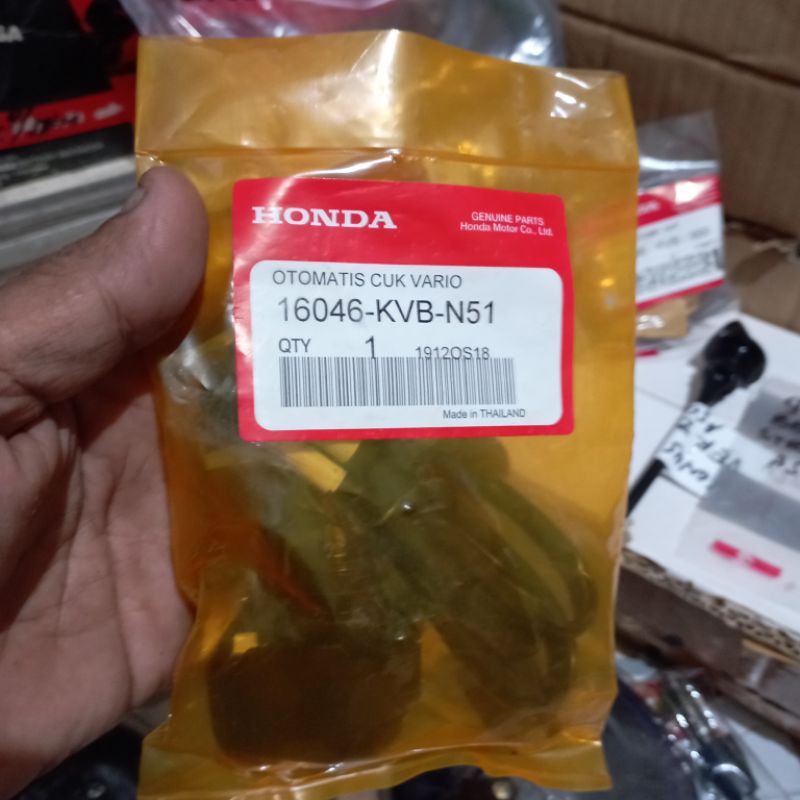 HONDA
GENUINE PARTS
Honda Motor Co., Ltd.
OTOMATIS CUK VARIO
16046-KVB-N51
QTY 1 1912OS18
Made in THAILAND